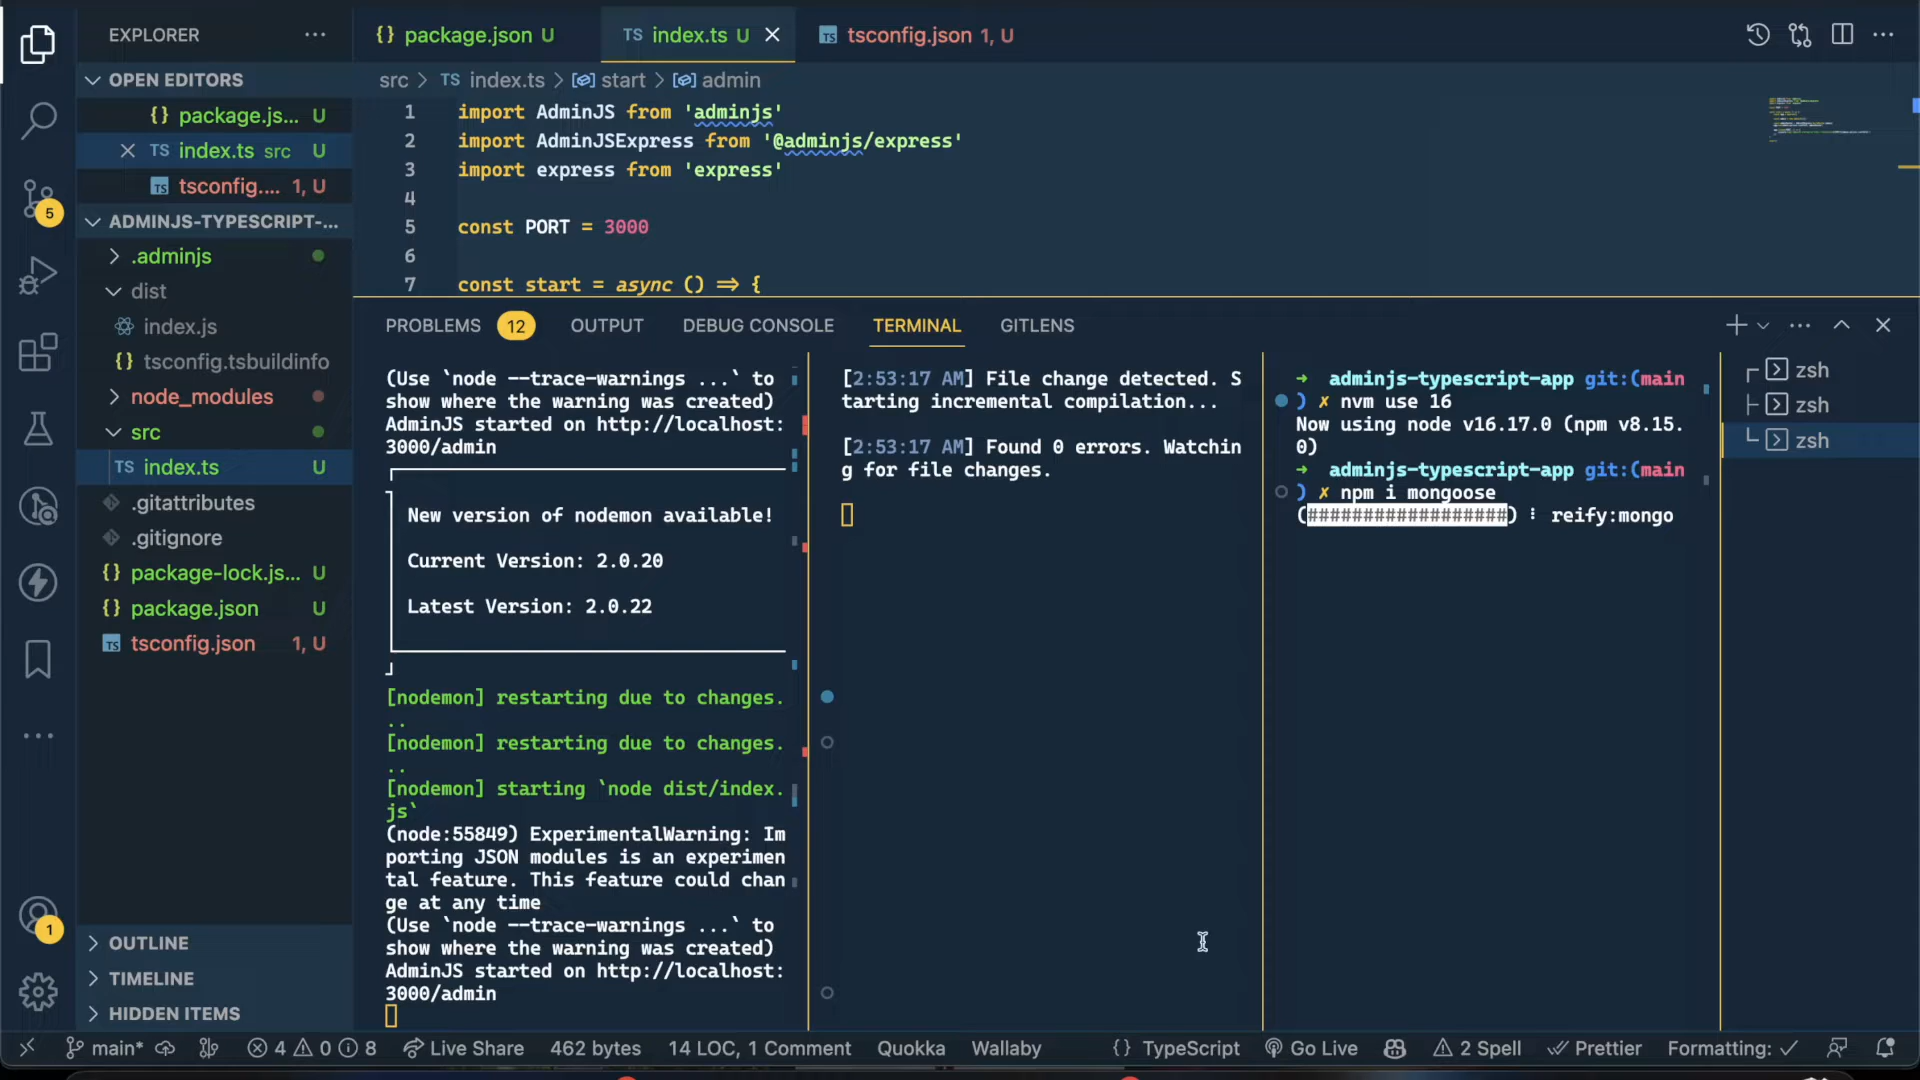 EXPLORER
OPEN EDITORS
{} package.js... U
TS index.ts src U
TS tsconfig.... 1, U
ADMINJS-TYPESCRIPT-...
.adminjs
dist
index.js
{} tsconfig.tsbuildinfo
node_modules
src
TS index.ts U
.gitattributes
.gitignore
{} package-lock.js... U
{} package.json U
TS tsconfig.json 1, U
OUTLINE
TIMELINE
HIDDEN ITEMS
5
1
{} package.json U
TS index.ts U
TS tsconfig.json 1, U
src > TS index.ts > start > admin
1 import AdminJS from 'adminjs'
2 import AdminJSExpress from '@adminjs/express'
3 import express from 'express'
4
5 const PORT = 3000
6
7 const start = async () ⇒ {
PROBLEMS 12 OUTPUT DEBUG CONSOLE TERMINAL GITLENS
(Use `node --trace-warnings ...` to
show where the warning was created)
AdminJS started on http://localhost:
3000/admin
New version of nodemon available!
Current Version: 2.0.20
Latest Version: 2.0.22
[nodemon] restarting due to changes.
..
[nodemon] restarting due to changes.
..
[nodemon] starting `node dist/index.
js`
(node:55849) ExperimentalWarning: Im
porting JSON modules is an experimen
tal feature. This feature could chan
ge at any time
(Use `node --trace-warnings ...` to
show where the warning was created)
AdminJS started on http://localhost:
3000/admin
[2:53:17 AM] File change detected. S
tarting incremental compilation...
[2:53:17 AM] Found 0 errors. Watchin
g for file changes.
➜ adminjs-typescript-app git:(main
) ✗ nvm use 16
Now using node v16.17.0 (npm v8.15.
0)
➜ adminjs-typescript-app git:(main
) ✗ npm i mongoose
(##################) ⠸ reify:mongo
zsh
zsh
zsh
main* 4 0 8 Live Share 462 bytes 14 LOC, 1 Comment Quokka Wallaby {} TypeScript Go Live 2 Spell Prettier Formatting: ✓